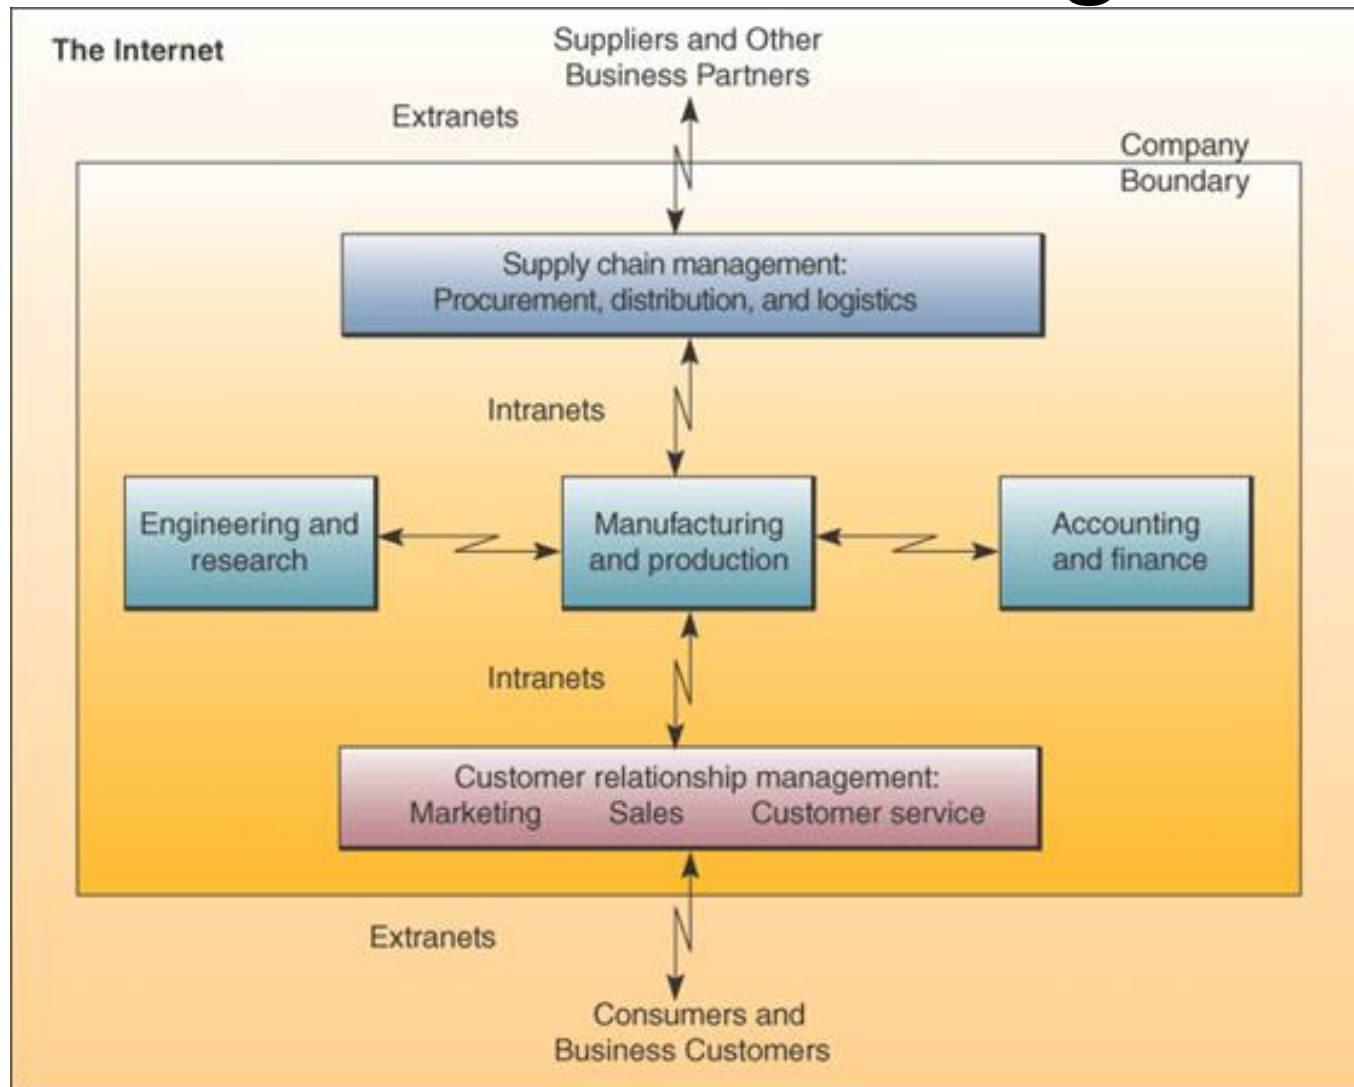 The Internet
Suppliers and Other
Business Partners
Extranets
Company
Boundary
Supply chain management:
Procurement, distribution, and logistics
Intranets
Engineering and
research
Manufacturing
and production
Accounting
and finance
Intranets
Customer relationship management:
Marketing Sales Customer service
Extranets
Consumers and
Business Customers